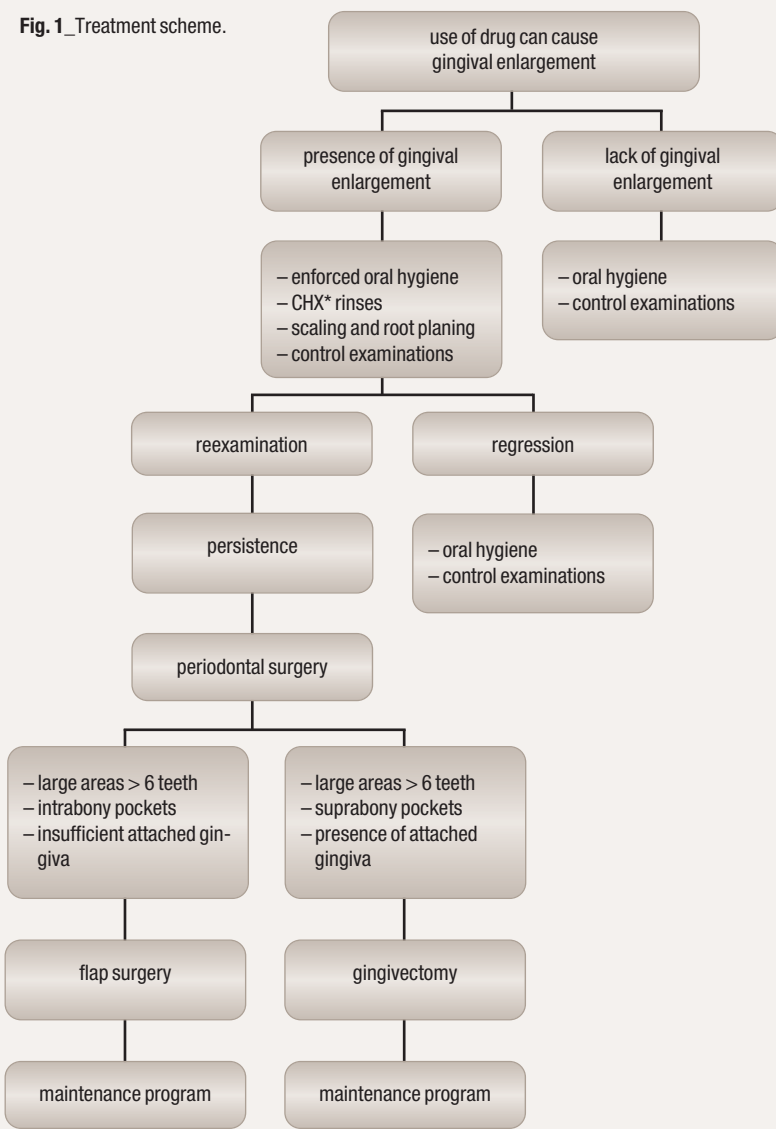 Fig. 1_Treatment scheme.
use of drug can cause
gingival enlargement
presence of gingival
enlargement
lack of gingival
enlargement
– enforced oral hygiene
– CHX* rinses
– scaling and root planing
– control examinations
– oral hygiene
– control examinations
reexamination
regression
persistence
– oral hygiene
– control examinations
periodontal surgery
– large areas > 6 teeth
– intrabony pockets
– insufficient attached gin-
giva
– large areas > 6 teeth
– suprabony pockets
– presence of attached
gingiva
flap surgery
gingivectomy
maintenance program
maintenance program